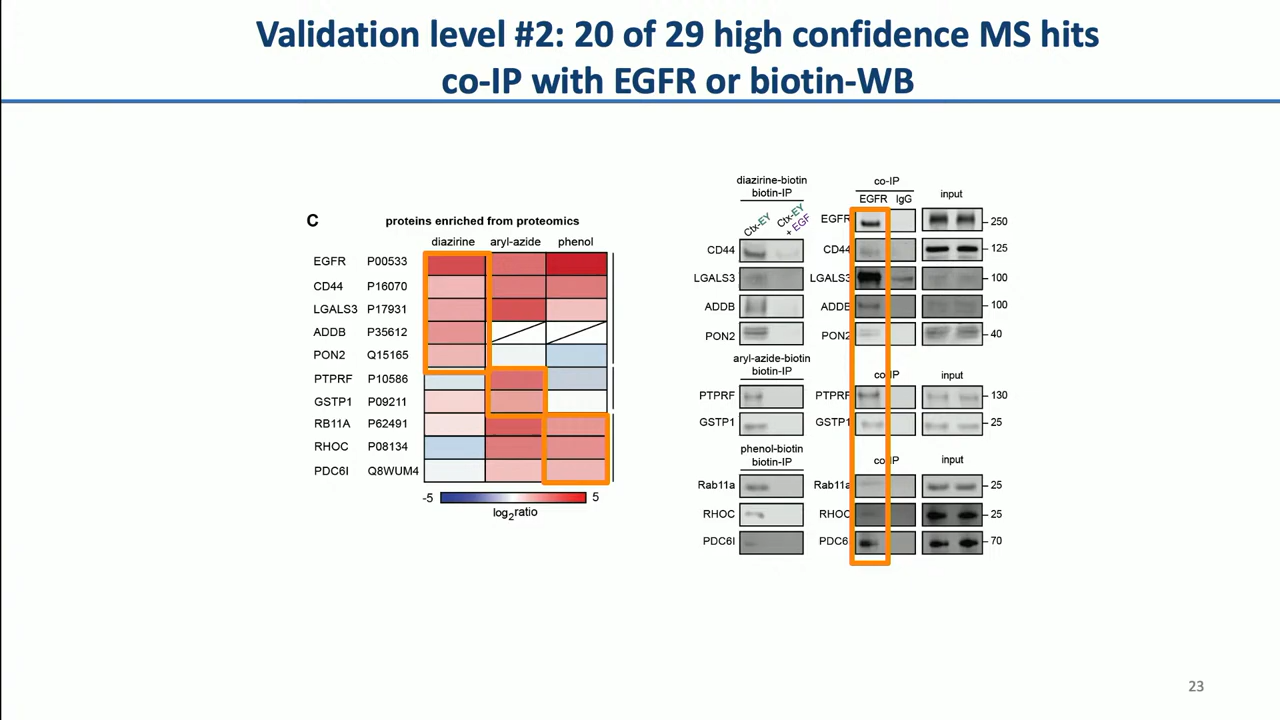 Validation level #2: 20 of 29 high confidence MS hits
co-IP with EGFR or biotin-WB
C
proteins enriched from proteomics
diazirine aryl-azide phenol
EGFR P00533
CD44 P16070
LGALS3 P17931
ADDB P35612
PON2 Q15165
PTPRF P10586
GSTP1 P09211
RB11A P62491
RHOC P08134
PDC6I Q8WUM4
-5 5
log2ratio
diazirine-biotin
biotin-IP
Ctx-EY
Ctx-EY
+ EGF
co-IP
EGFR IgG
input
EGFR 250
CD44 CD44 125
LGALS3 LGALS3 100
ADDB ADDB 100
PON2 PON2 40
aryl-azide-biotin
biotin-IP
co-IP
input
PTPRF PTPRF 130
GSTP1 GSTP1 25
phenol-biotin
biotin-IP
co-IP
input
Rab11a Rab11a 25
RHOC RHOC 25
PDC6I PDC6 70
23